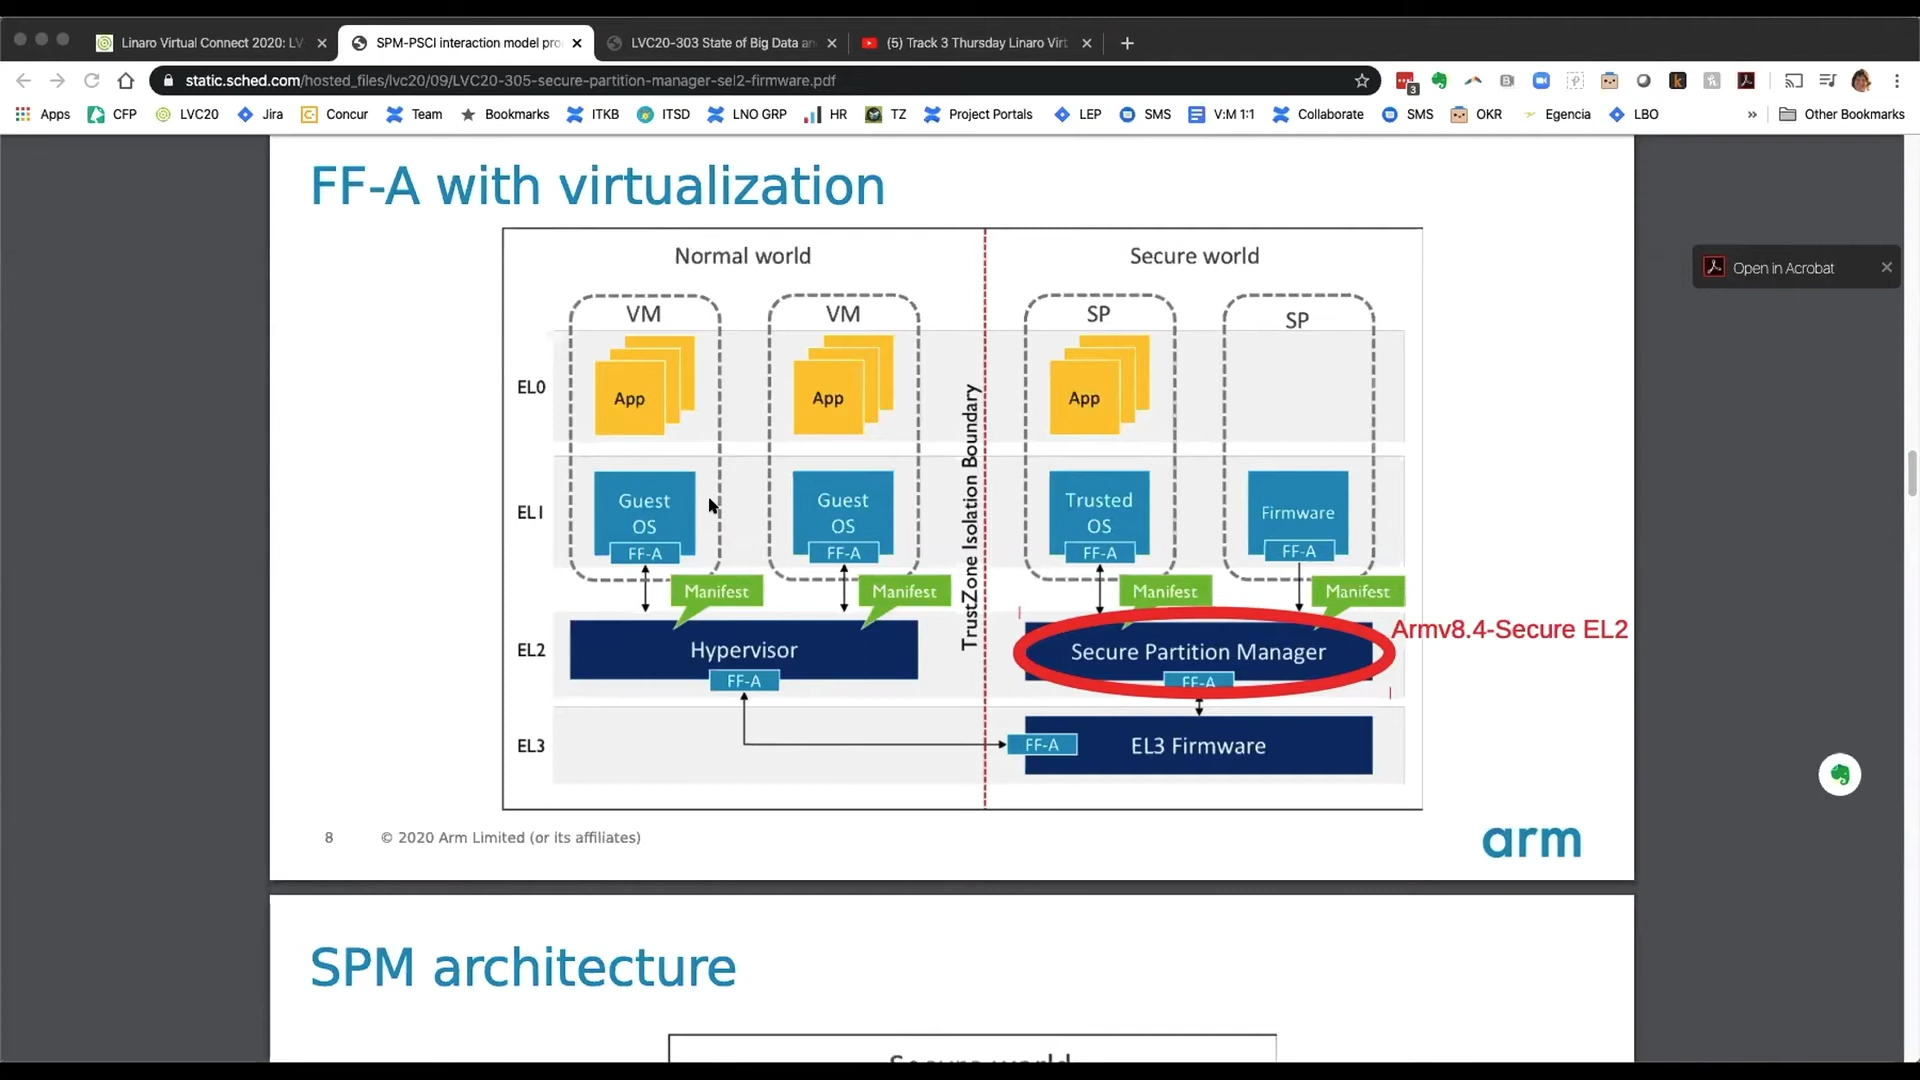 Linaro Virtual Connect 2020: LV
SPM-PSCI interaction model pro
LVC20-303 State of Big Data an
(5) Track 3 Thursday Linaro Virt
static.sched.com/hosted_files/lvc20/09/LVC20-305-secure-partition-manager-sel2-firmware.pdf
3
Apps CFP LVC20 Jira Concur Team Bookmarks ITKB ITSD LNO GRP HR TZ Project Portals LEP SMS V:M 1:1 Collaborate SMS OKR Egencia LBO » Other Bookmarks
FF-A with virtualization
Open in Acrobat
Normal world
Secure world
VM
VM
SP
SP
EL0
App
App
App
TrustZone Isolation Boundary
EL1
Guest
OS
FF-A
Guest
OS
FF-A
Trusted
OS
FF-A
Firmware
FF-A
Manifest
Manifest
Manifest
Manifest
Armv8.4-Secure EL2
EL2
Hypervisor
FF-A
Secure Partition Manager
FF-A
EL3
FF-A
EL3 Firmware
8
© 2020 Arm Limited (or its affiliates)
arm
SPM architecture
Secure world